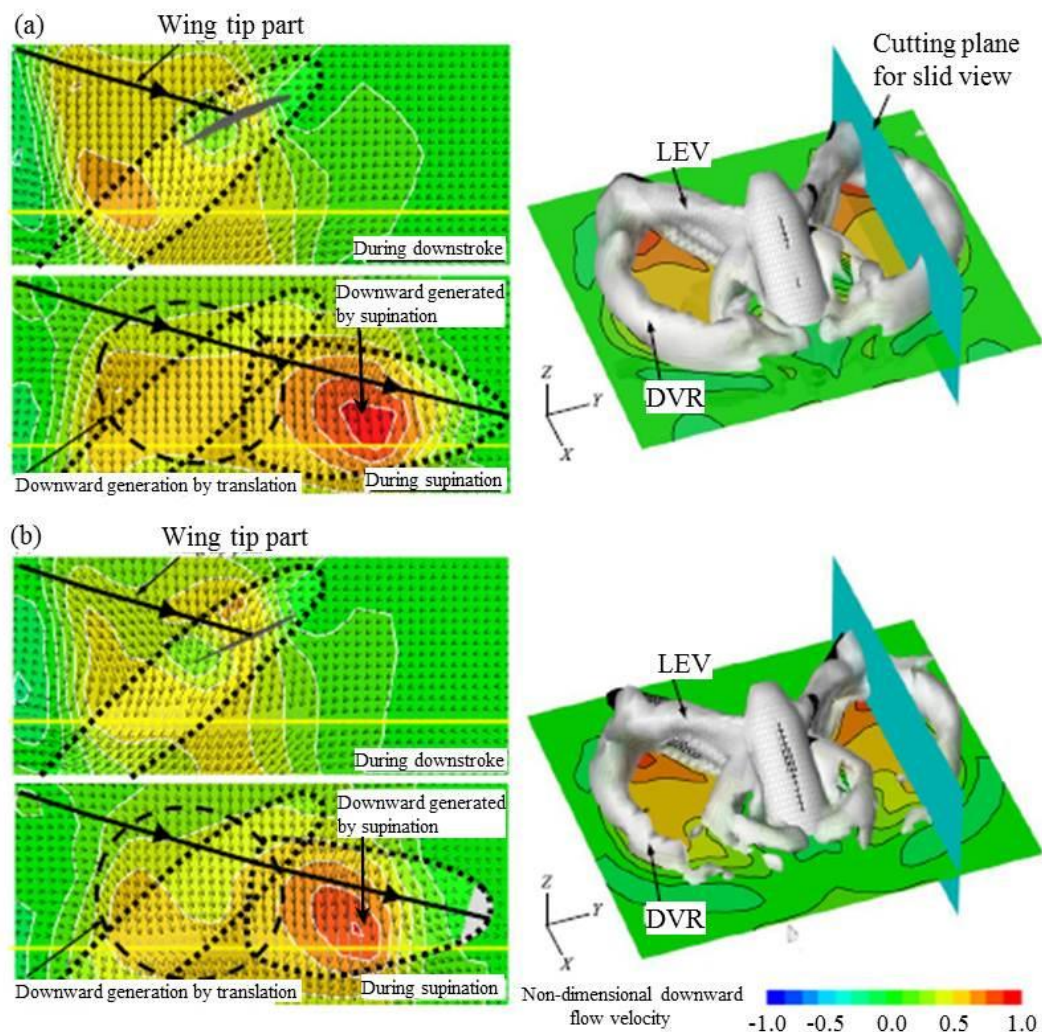 (a)
Wing tip part
During downstroke
Downward generated
by supination
Downward generation by translation
During supination
Cutting plane
for slid view
LEV
DVR
Z
Y
X
(b)
Wing tip part
During downstroke
Downward generated
by supination
Downward generation by translation
During supination
LEV
DVR
Z
Y
X
Non-dimensional downward
flow velocity
-1.0 -0.5 0.0 0.5 1.0